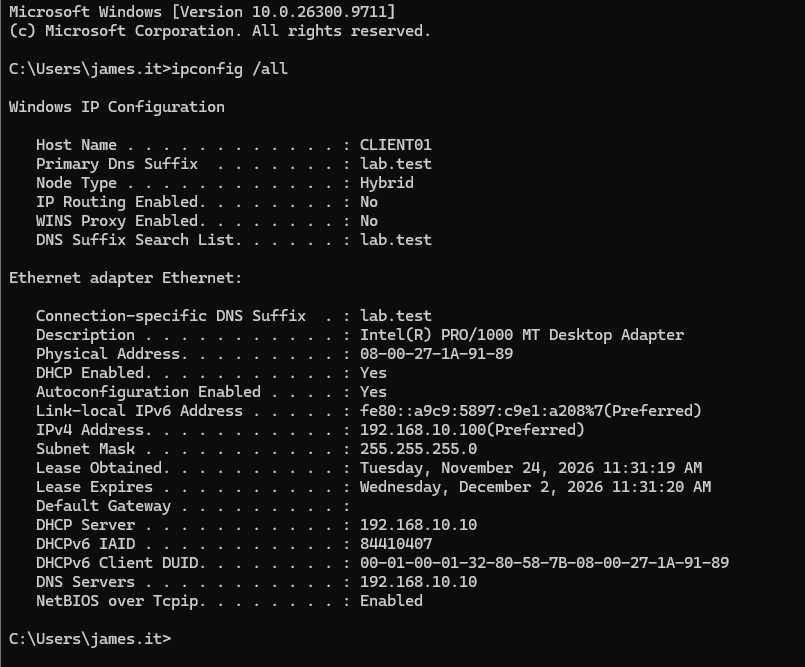 Microsoft Windows [Version 10.0.26300.9711]
(c) Microsoft Corporation. All rights reserved.
C:\Users\james.it>ipconfig /all
Windows IP Configuration
Host Name . . . . . . . . . . . . : CLIENT01
Primary Dns Suffix  . . . . . . . : lab.test
Node Type . . . . . . . . . . . . : Hybrid
IP Routing Enabled. . . . . . . . : No
WINS Proxy Enabled. . . . . . . . : No
DNS Suffix Search List. . . . . . : lab.test
Ethernet adapter Ethernet:
Connection-specific DNS Suffix  . : lab.test
Description . . . . . . . . . . . : Intel(R) PRO/1000 MT Desktop Adapter
Physical Address. . . . . . . . . : 08-00-27-1A-91-89
DHCP Enabled. . . . . . . . . . . : Yes
Autoconfiguration Enabled . . . . : Yes
Link-local IPv6 Address . . . . . : fe80::a9c9:5897:c9e1:a208%7(Preferred)
IPv4 Address. . . . . . . . . . . : 192.168.10.100(Preferred)
Subnet Mask . . . . . . . . . . . : 255.255.255.0
Lease Obtained. . . . . . . . . . : Tuesday, November 24, 2026 11:31:19 AM
Lease Expires . . . . . . . . . . : Wednesday, December 2, 2026 11:31:20 AM
Default Gateway . . . . . . . . . :
DHCP Server . . . . . . . . . . . : 192.168.10.10
DHCPv6 IAID . . . . . . . . . . . : 84410407
DHCPv6 Client DUID. . . . . . . . : 00-01-00-01-32-80-58-7B-08-00-27-1A-91-89
DNS Servers . . . . . . . . . . . : 192.168.10.10
NetBIOS over Tcpip. . . . . . . . : Enabled
C:\Users\james.it>